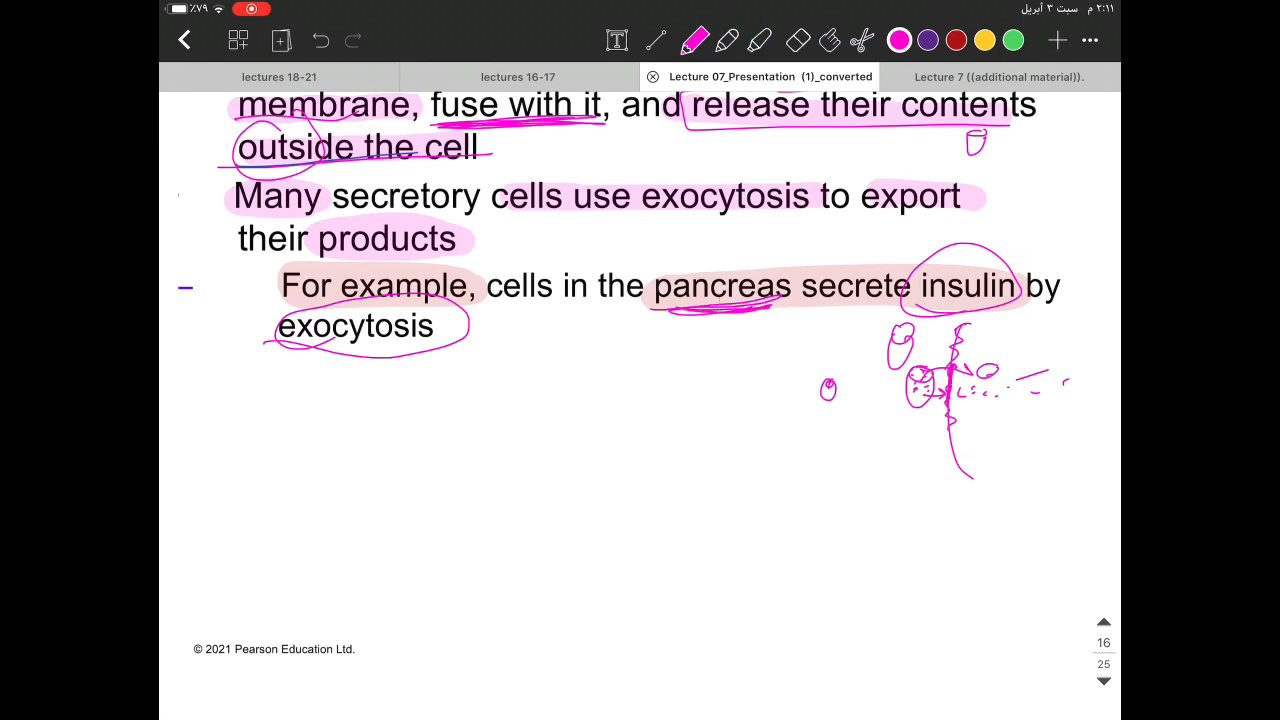 ٪٧٩ ٢:١١ م سبت ٣ أبريل
lectures 18-21 lectures 16-17 Lecture 07_Presentation (1)_converted Lecture 7 ((additional material)).
membrane, fuse with it, and release their contents
outside the cell
Many secretory cells use exocytosis to export
their products
– For example, cells in the pancreas secrete insulin by
exocytosis
© 2021 Pearson Education Ltd.
16
25